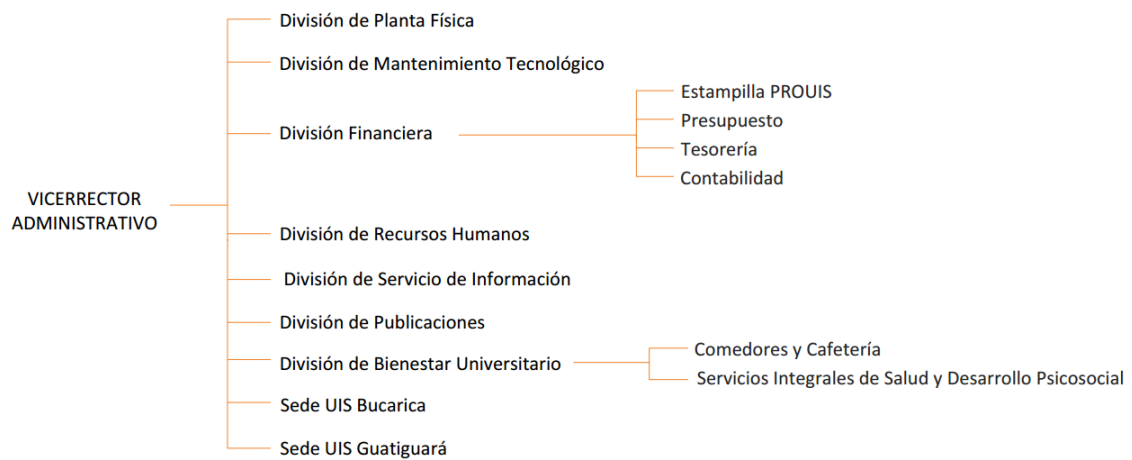 División de Planta Física
División de Mantenimiento Tecnológico
División Financiera
Estampilla PROUIS
Presupuesto
Tesorería
Contabilidad
VICERRECTOR
ADMINISTRATIVO
División de Recursos Humanos
División de Servicio de Información
División de Publicaciones
División de Bienestar Universitario
Comedores y Cafetería
Servicios Integrales de Salud y Desarrollo Psicosocial
Sede UIS Bucarica
Sede UIS Guatiguará